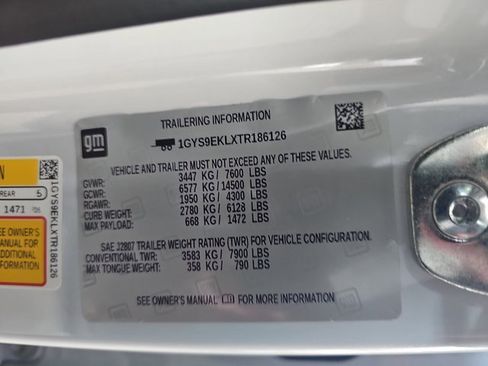 gm
TRAILERING INFORMATION
1GYS9EKLXTR186126
VEHICLE AND TRAILER MUST NOT EXCEED ANY OF THESE VALUES.
GVWR: 3447 KG/ 7600 LBS
GCWR: 6577 KG/14500 LBS
RGAWR: 1950 KG/ 4300 LBS
CURB WEIGHT: 2780 KG/ 6128 LBS
MAX PAYLOAD: 668 KG/ 1472 LBS
SAE J2807 TRAILER WEIGHT RATING (TWR) FOR VEHICLE CONFIGURATION.
CONVENTIONAL TWR: 3583 KG/ 7900 LBS
MAX TONGUE WEIGHT: 358 KG/ 790 LBS
SEE OWNER'S MANUAL FOR MORE INFORMATION
REAR 5
1471
SEE OWNER'S
MANUAL FOR
ADDITIONAL
INFORMATION
1GYS9EKLXTR186126